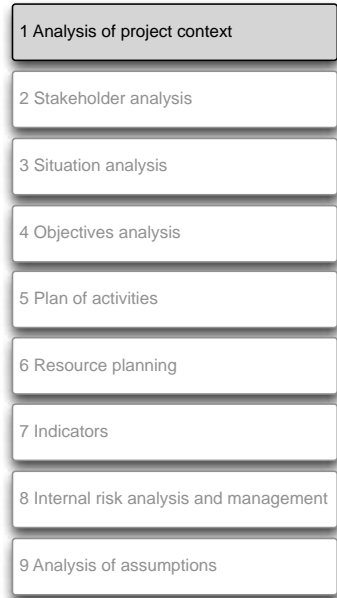 1 Analysis of project context
2 Stakeholder analysis
3 Situation analysis
4 Objectives analysis
5 Plan of activities
6 Resource planning
7 Indicators
8 Internal risk analysis and management
9 Analysis of assumptions